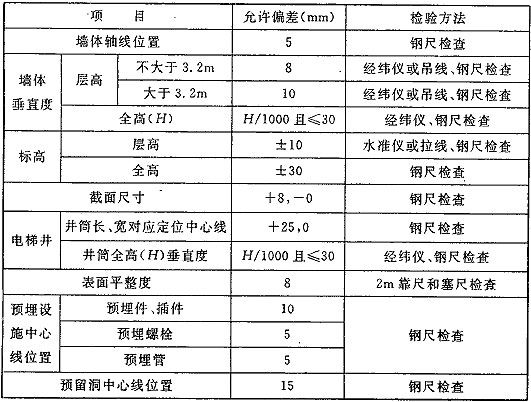 项 目 允许偏差(mm) 检验方法
墙体轴线位置 5 钢尺检查
墙体垂直度 层高 不大于3.2m 8 经纬仪或吊线、钢尺检查
大于3.2m 10 经纬仪或吊线、钢尺检查
全高(H) H/1000且≤30 经纬仪、钢尺检查
标高 层高 ±10 水准仪或拉线、钢尺检查
全高 ±30 钢尺检查
截面尺寸 +8,-0 钢尺检查
电梯井 井筒长、宽对应定位中心线 +25,0 钢尺检查
井筒全高(H)垂直度 H/1000且≤30 经纬仪、钢尺检查
表面平整度 8 2m靠尺和塞尺检查
预埋设施中心线位置 预埋件、插件 10 钢尺检查
预埋螺栓 5
预埋管 5
预留洞中心线位置 15 钢尺检查